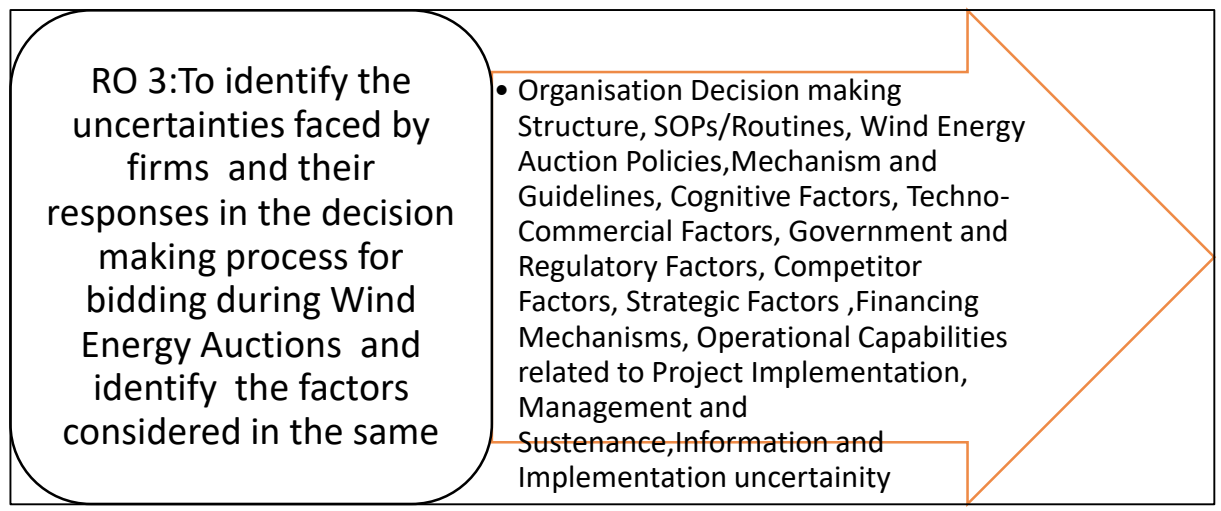 RO 3:To identify the
uncertainties faced by
firms and their
responses in the decision
making process for
bidding during Wind
Energy Auctions and
identify the factors
considered in the same
• Organisation Decision making
Structure, SOPs/Routines, Wind Energy
Auction Policies,Mechanism and
Guidelines, Cognitive Factors, Techno-
Commercial Factors, Government and
Regulatory Factors, Competitor
Factors, Strategic Factors ,Financing
Mechanisms, Operational Capabilities
related to Project Implementation,
Management and
Sustenance,Information and
Implementation uncertainity